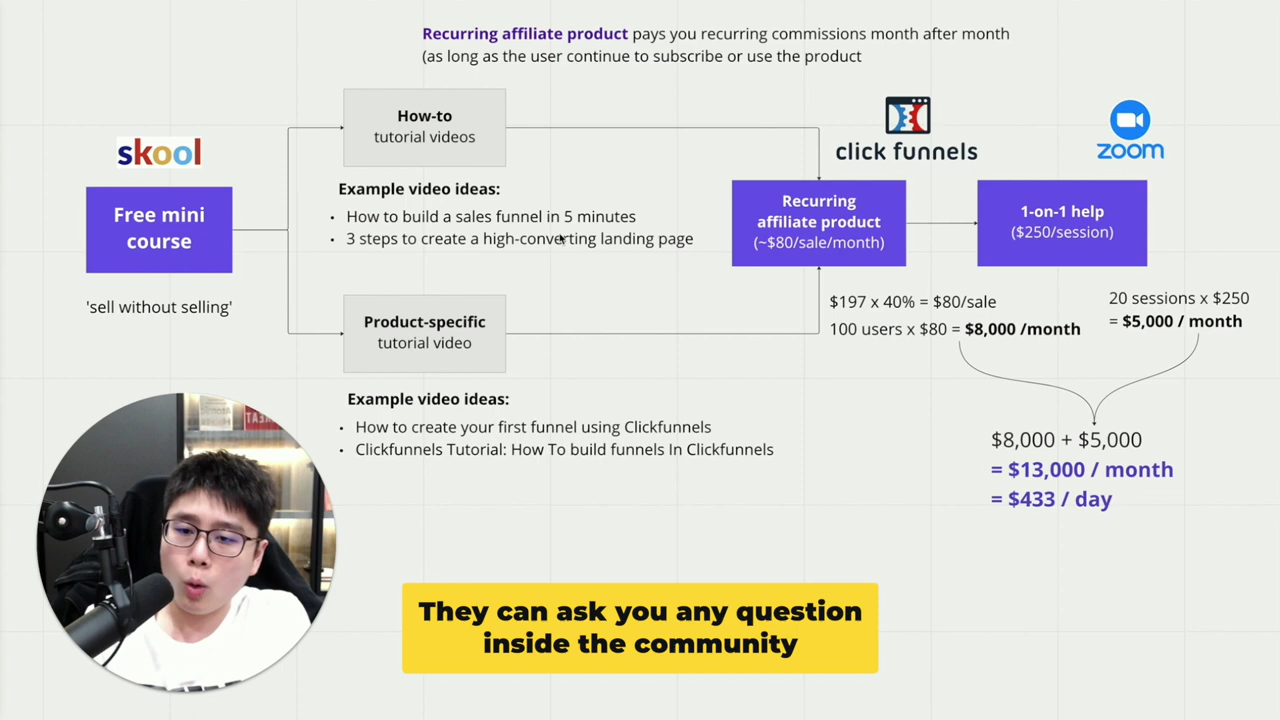 Recurring affiliate product pays you recurring commissions month after month
(as long as the user continue to subscribe or use the product
How-to
tutorial videos
skool
click funnels
zoom
Free mini
course
Example video ideas:
• How to build a sales funnel in 5 minutes
• 3 steps to create a high-converting landing page
Recurring
affiliate product
(~$80/sale/month)
1-on-1 help
($250/session)
'sell without selling'
Product-specific
tutorial video
$197 x 40% = $80/sale
100 users x $80 = $8,000 /month
20 sessions x $250
= $5,000 / month
Example video ideas:
• How to create your first funnel using Clickfunnels
• Clickfunnels Tutorial: How To build funnels In Clickfunnels
$8,000 + $5,000
= $13,000 / month
= $433 / day
They can ask you any question
inside the community